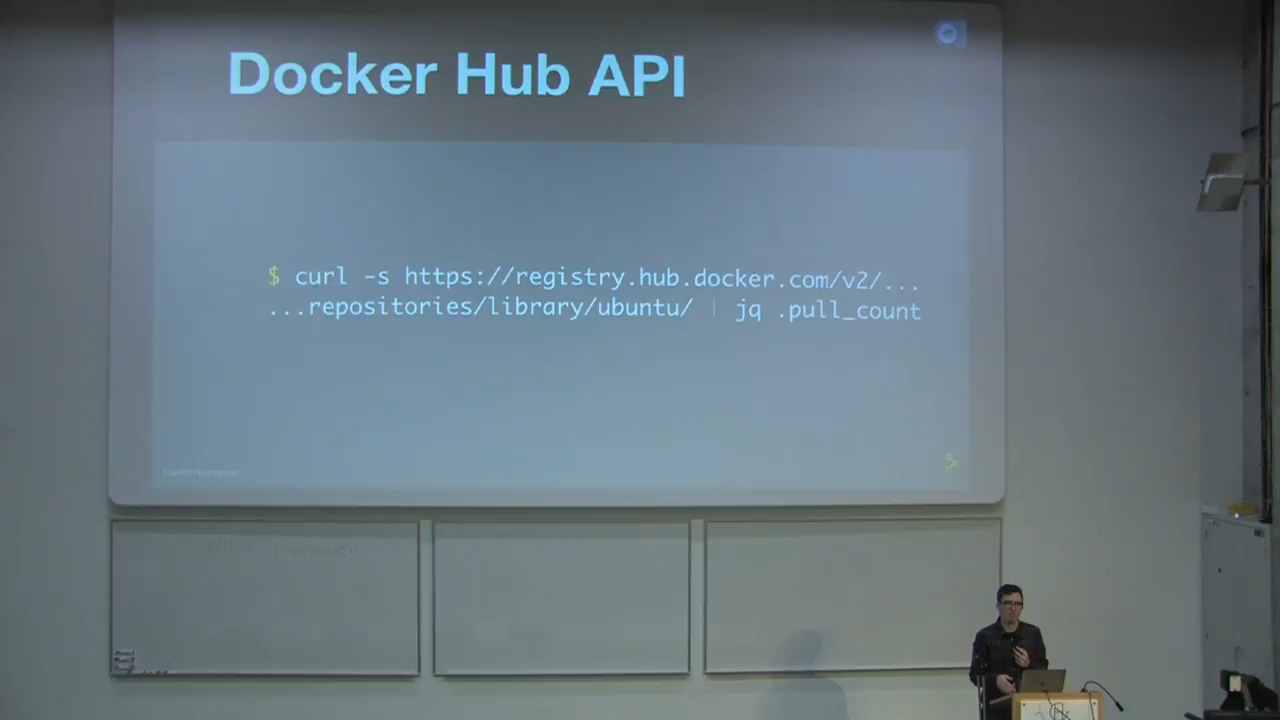 Docker Hub API
$ curl -s https://registry.hub.docker.com/v2/...
...repositories/library/ubuntu/ | jq .pull_count